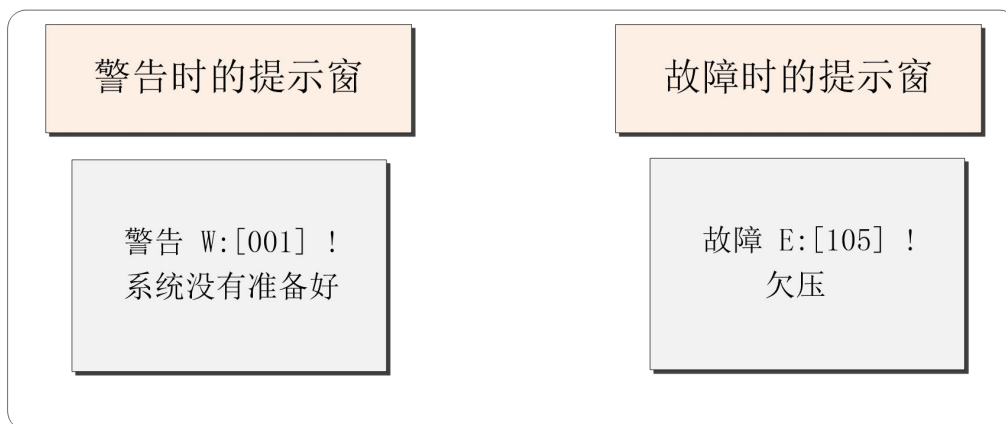 警告时的提示窗
故障时的提示窗
警告 W:[001] !
系统没有准备好
故障 E:[105] !
欠压